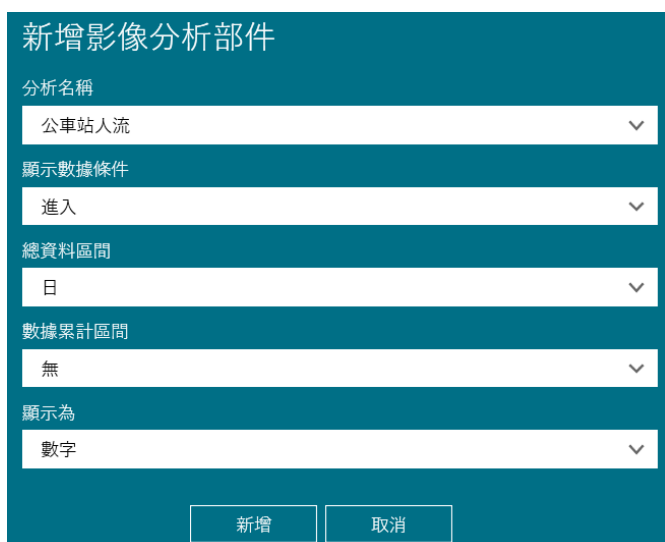 新增影像分析部件
分析名稱
公車站人流
顯示數據條件
進入
總資料區間
日
數據累計區間
無
顯示為
數字
新增 取消